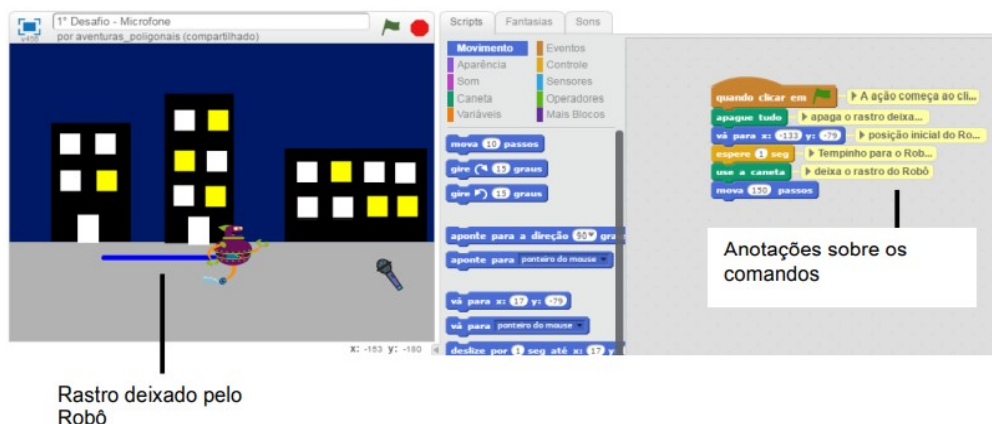 1° Desafio - Microfone
por aventuras_poligonais (compartilhado)
v456
x: -153 y: -180
Scripts Fantasias Sons
Movimento Eventos
Aparência Controle
Som Sensores
Caneta Operadores
Variáveis Mais Blocos
mova 10 passos
gire 15 graus
gire 15 graus
aponte para a direção 90 grau
aponte para ponteiro do mouse
vá para x: 17 y: -79
vá para ponteiro do mouse
deslize por 1 seg até x: 17 y
quando clicar em A ação começa ao cli...
apague tudo apaga o rastro deixa...
vá para x: -133 y: -79 posição inicial do Ro...
espere 1 seg Tempinho para o Rob...
use a caneta deixa o rastro do Robô
mova 150 passos
Anotações sobre os
comandos
Rastro deixado pelo
Robô